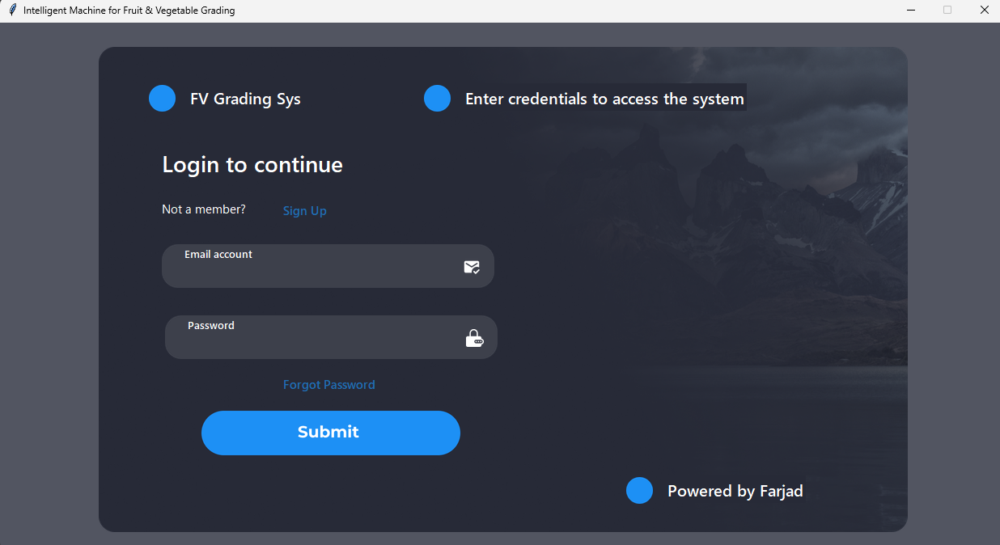 Intelligent Machine for Fruit & Vegetable Grading
FV Grading Sys
Enter credentials to access the system
Login to continue
Not a member?
Sign Up
Email account
Password
Forgot Password
Submit
Powered by Farjad